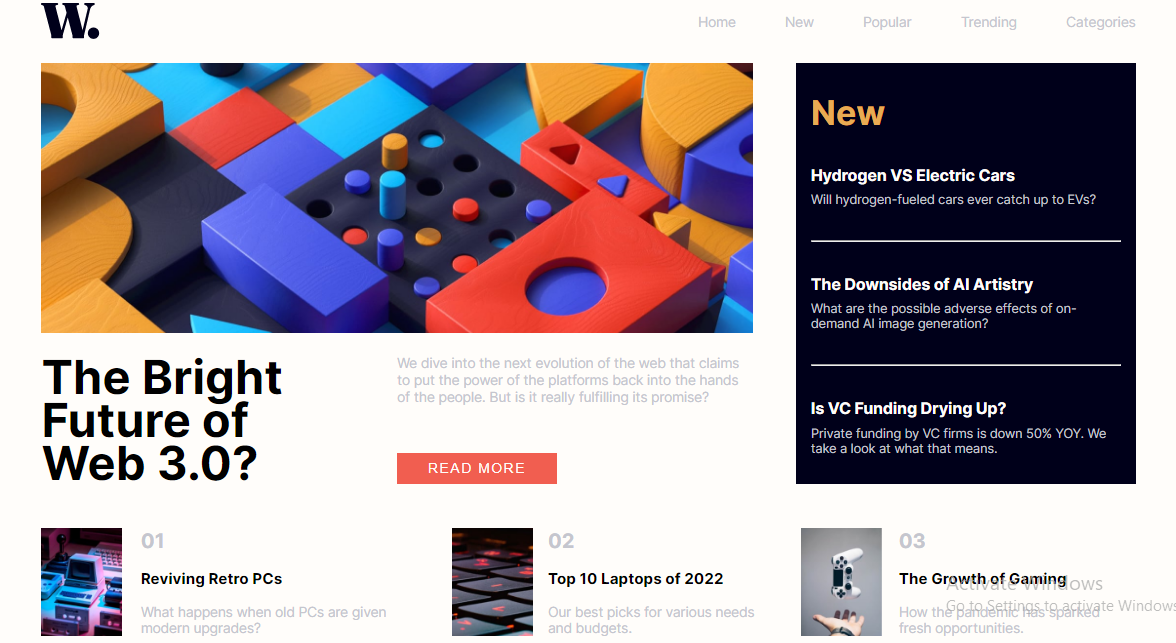 W.
Home New Popular Trending Categories
The Bright
Future of
Web 3.0?
We dive into the next evolution of the web that claims
to put the power of the platforms back into the hands
of the people. But is it really fulfilling its promise?
READ MORE
New
Hydrogen VS Electric Cars
Will hydrogen-fueled cars ever catch up to EVs?
The Downsides of AI Artistry
What are the possible adverse effects of on-
demand AI image generation?
Is VC Funding Drying Up?
Private funding by VC firms is down 50% YOY. We
take a look at what that means.
01
Reviving Retro PCs
What happens when old PCs are given
modern upgrades?
02
Top 10 Laptops of 2022
Our best picks for various needs
and budgets.
03
The Growth of Gaming
How the pandemic has sparked
fresh opportunities.
Activate Windows
Go to Settings to activate Windows